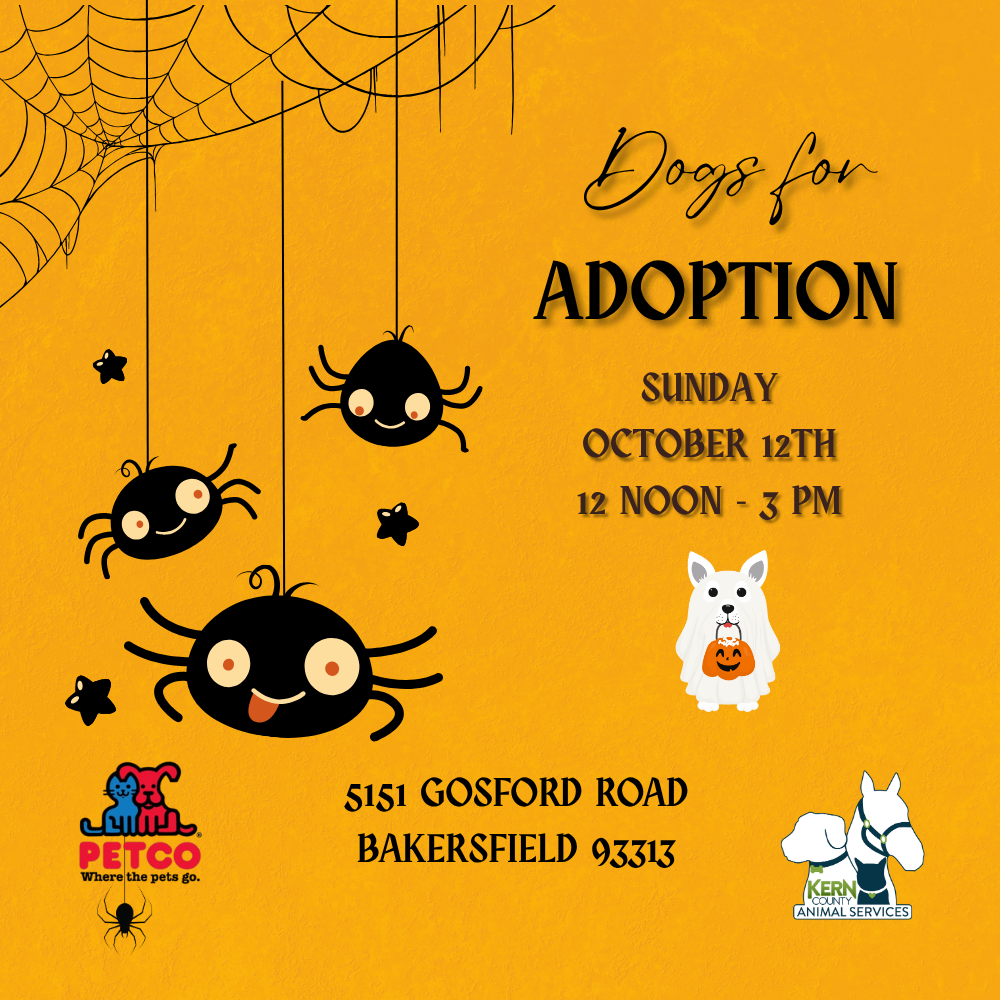 Dogs for
ADOPTION
SUNDAY
OCTOBER 12TH
12 NOON - 3 PM
5151 GOSFORD ROAD
BAKERSFIELD 93313
PETCO®
Where the pets go.
KERN
COUNTY
ANIMAL SERVICES